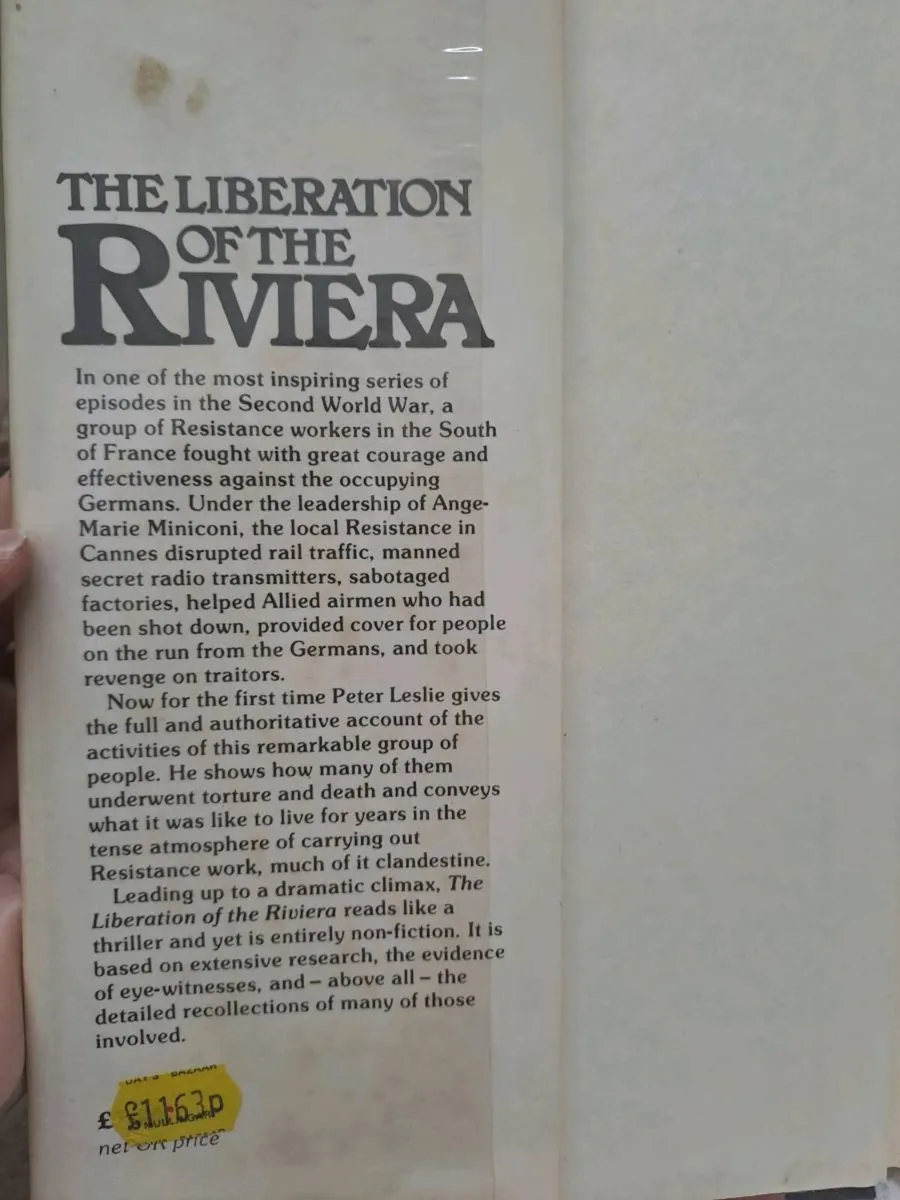 THE LIBERATION
OF THE
RIVIERA
In one of the most inspiring series of
episodes in the Second World War, a
group of Resistance workers in the South
of France fought with great courage and
effectiveness against the occupying
Germans. Under the leadership of Ange-
Marie Miniconi, the local Resistance in
Cannes disrupted rail traffic, manned
secret radio transmitters, sabotaged
factories, helped Allied airmen who had
been shot down, provided cover for people
on the run from the Germans, and took
revenge on traitors.
Now for the first time Peter Leslie gives
the full and authoritative account of the
activities of this remarkable group of
people. He shows how many of them
underwent torture and death and conveys
what it was like to live for years in the
tense atmosphere of carrying out
Resistance work, much of it clandestine.
Leading up to a dramatic climax, The
Liberation of the Riviera reads like a
thriller and yet is entirely non-fiction. It is
based on extensive research, the evidence
of eye-witnesses, and – above all – the
detailed recollections of many of those
involved.
DAY'S BAZAAR
£ £11.63p
MULLINGAR
net UK price